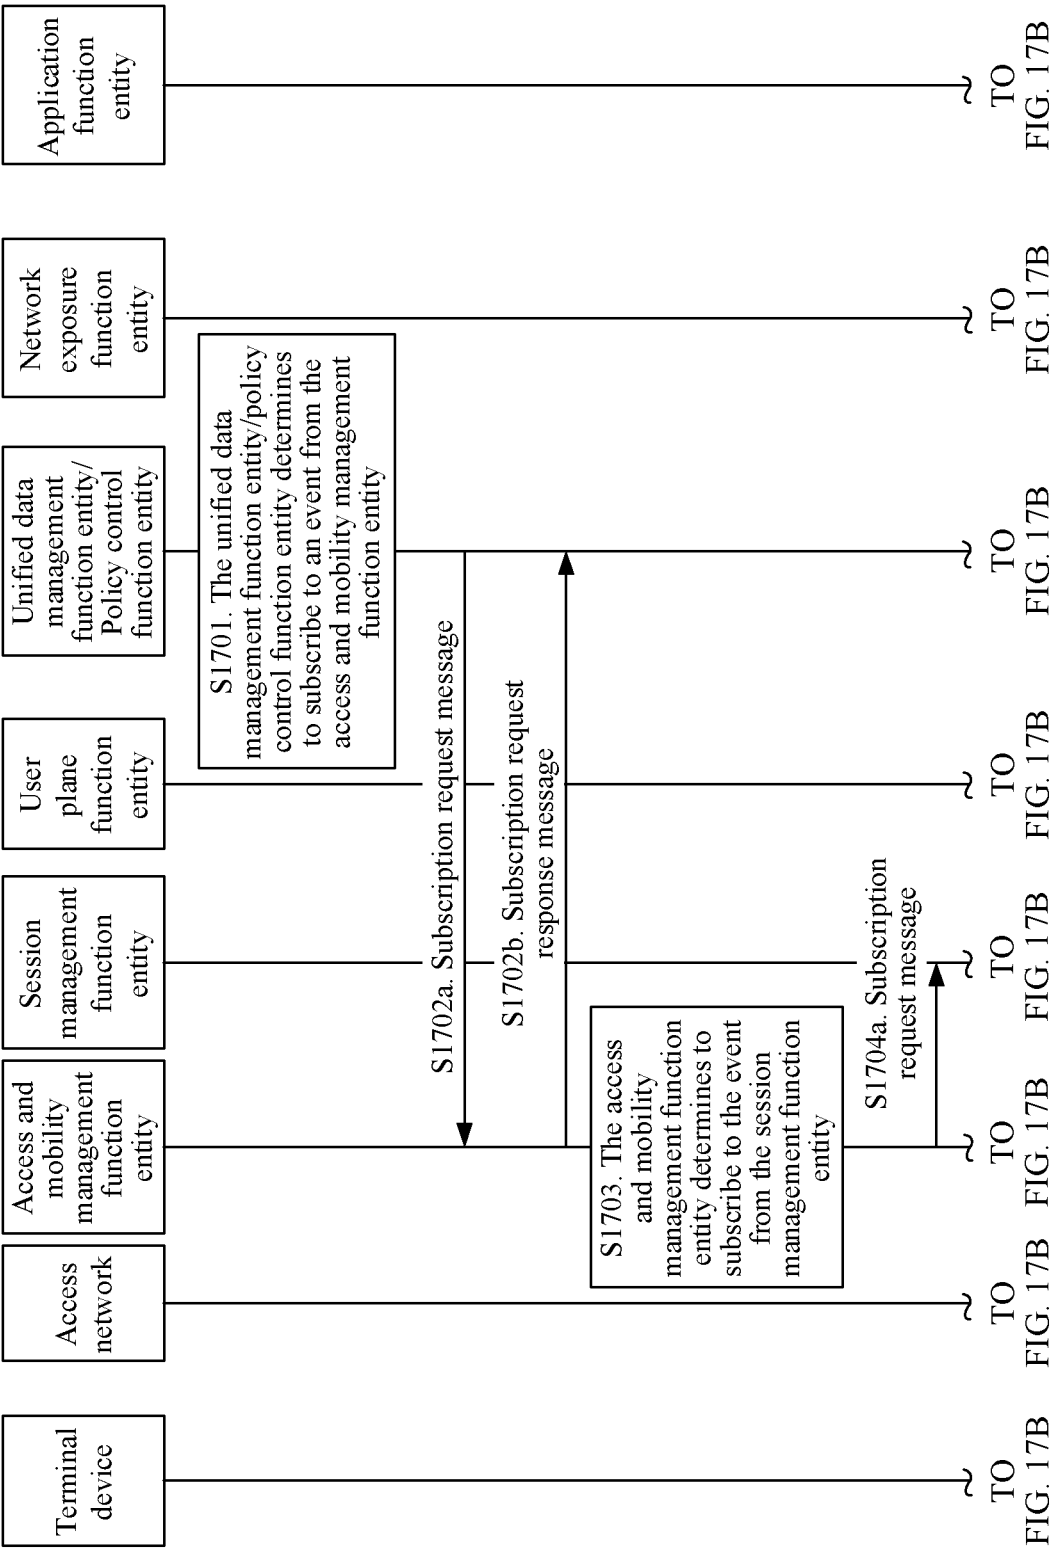 Terminal
device
Access
network
Access and
mobility
management
function
entity
Session
management
function
entity
User
plane
function
entity
Unified data
management
function entity/
Policy control
function entity
Network
exposure
function
entity
Application
function
entity
S1701. The unified data
management function entity/policy
control function entity determines
to subscribe to an event from the
access and mobility management
function entity
S1702a. Subscription request message
S1702b. Subscription request
response message
S1703. The access
and mobility
management function
entity determines to
subscribe to the event
from the session
management function
entity
S1704a. Subscription
request message
TO
FIG. 17B
TO
FIG. 17B
TO
FIG. 17B
TO
FIG. 17B
TO
FIG. 17B
TO
FIG. 17B
TO
FIG. 17B
TO
FIG. 17B